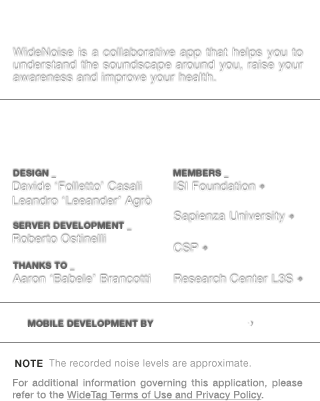 WideNoise is a collaborative app that helps you to
understand the soundscape around you, raise your
awareness and improve your health.
DESIGN _
Davide "Folletto" Casali
Leandro "Leeander" Agrò
SERVER DEVELOPMENT _
Roberto Ostinelli
THANKS TO _
Aaron "Babele" Brancotti
MEMBERS _
ISI Foundation
Sapienza University
CSP
Research Center L3S
MOBILE DEVELOPMENT BY
NOTE The recorded noise levels are approximate.
For additional information governing this application, please
refer to the WideTag Terms of Use and Privacy Policy.